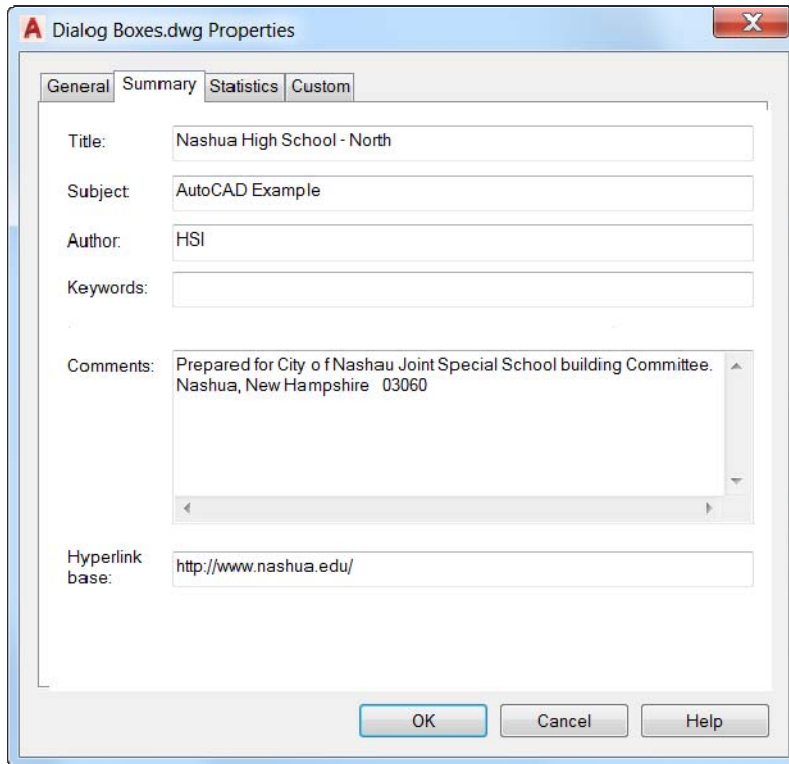 Dialog Boxes.dwg Properties
General Summary Statistics Custom
Title: Nashua High School - North
Subject: AutoCAD Example
Author: HSI
Keywords:
Comments: Prepared for City o f Nashau Joint Special School building Committee.
Nashua, New Hampshire 03060
Hyperlink base: http://www.nashua.edu/
OK Cancel Help